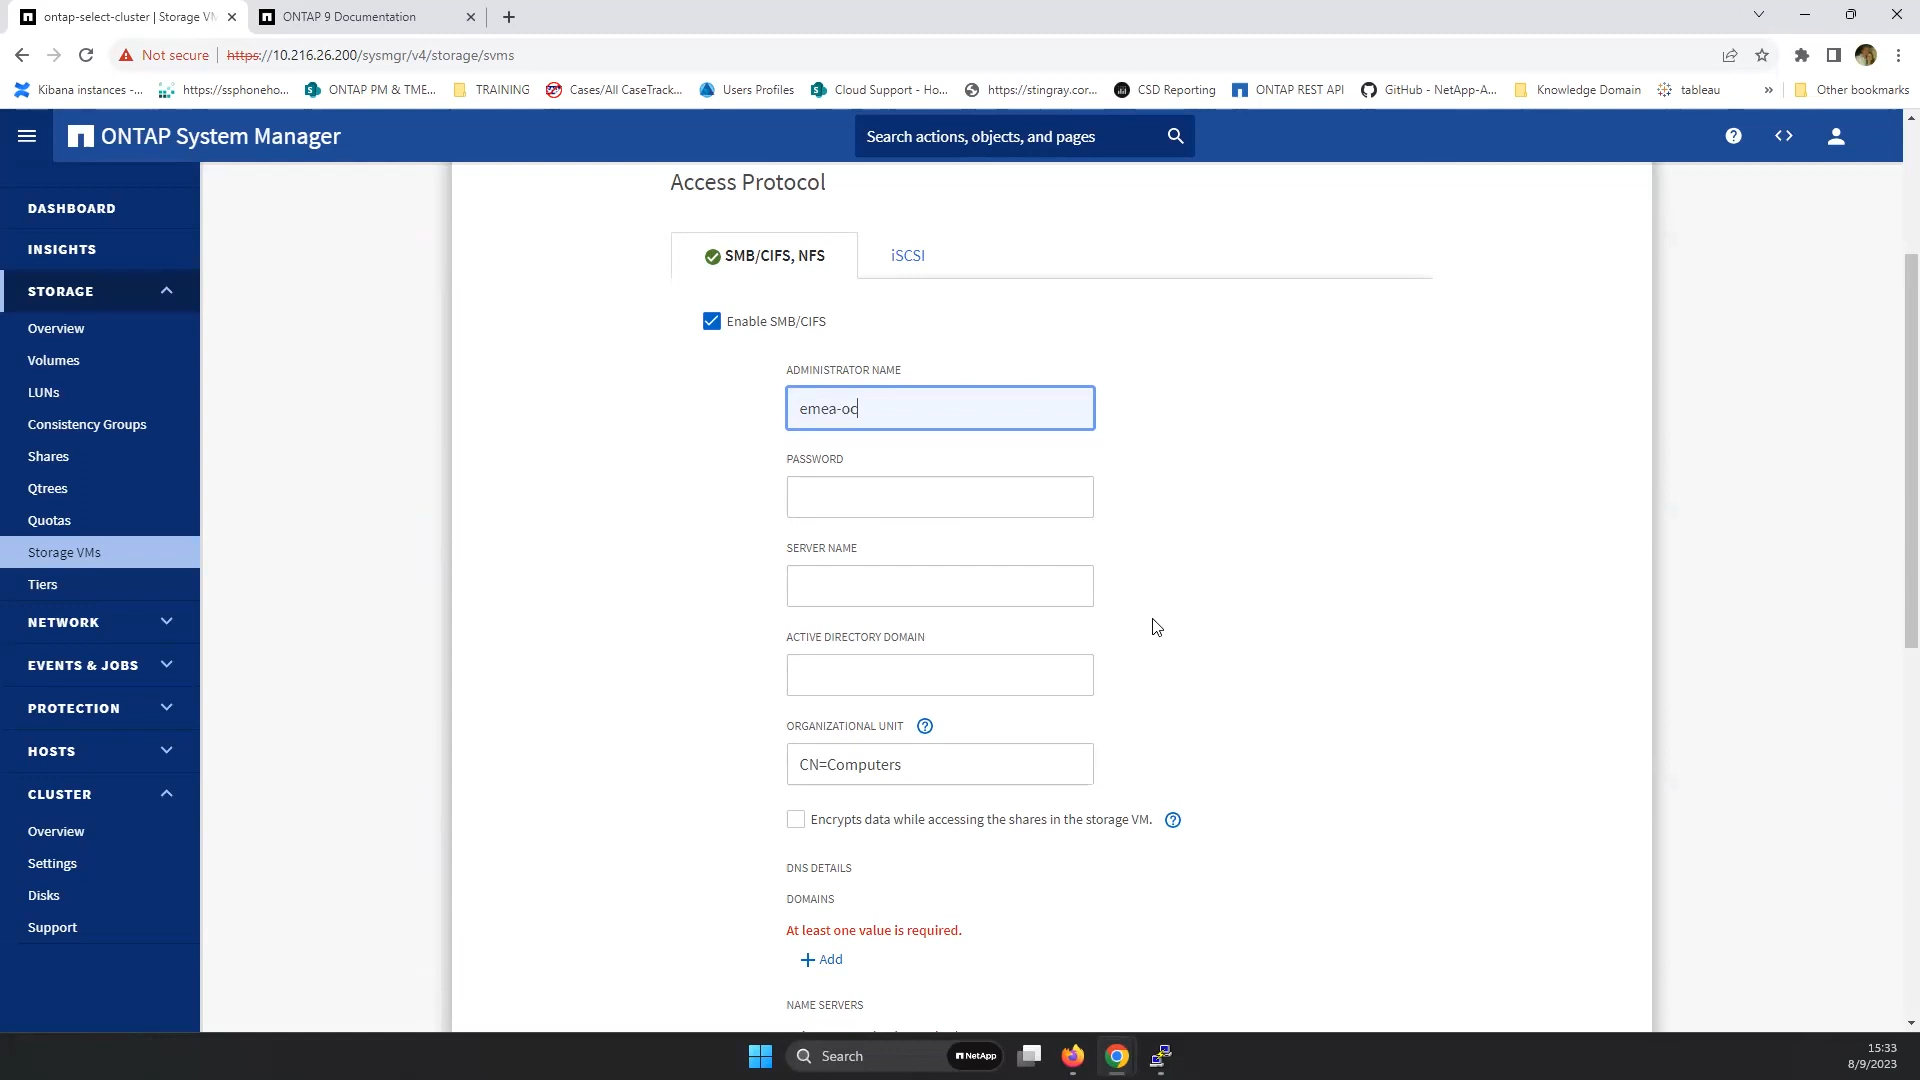 ontap-select-cluster | Storage VM
ONTAP 9 Documentation
Not secure
https://10.216.26.200/sysmgr/v4/storage/svms
Kibana instances -...
https://ssphoneho...
ONTAP PM & TME...
TRAINING
Cases/All CaseTrack...
Users Profiles
Cloud Support - Ho...
https://stingray.cor...
CSD Reporting
ONTAP REST API
GitHub - NetApp-A...
Knowledge Domain
tableau
»
Other bookmarks
ONTAP System Manager
Search actions, objects, and pages
DASHBOARD
INSIGHTS
STORAGE
Overview
Volumes
LUNs
Consistency Groups
Shares
Qtrees
Quotas
Storage VMs
Tiers
NETWORK
EVENTS & JOBS
PROTECTION
HOSTS
CLUSTER
Overview
Settings
Disks
Support
Access Protocol
SMB/CIFS, NFS
iSCSI
Enable SMB/CIFS
ADMINISTRATOR NAME
emea-oc
PASSWORD
SERVER NAME
ACTIVE DIRECTORY DOMAIN
ORGANIZATIONAL UNIT
CN=Computers
Encrypts data while accessing the shares in the storage VM.
DNS DETAILS
DOMAINS
At least one value is required.
+ Add
NAME SERVERS
Search
NetApp
15:33
8/9/2023